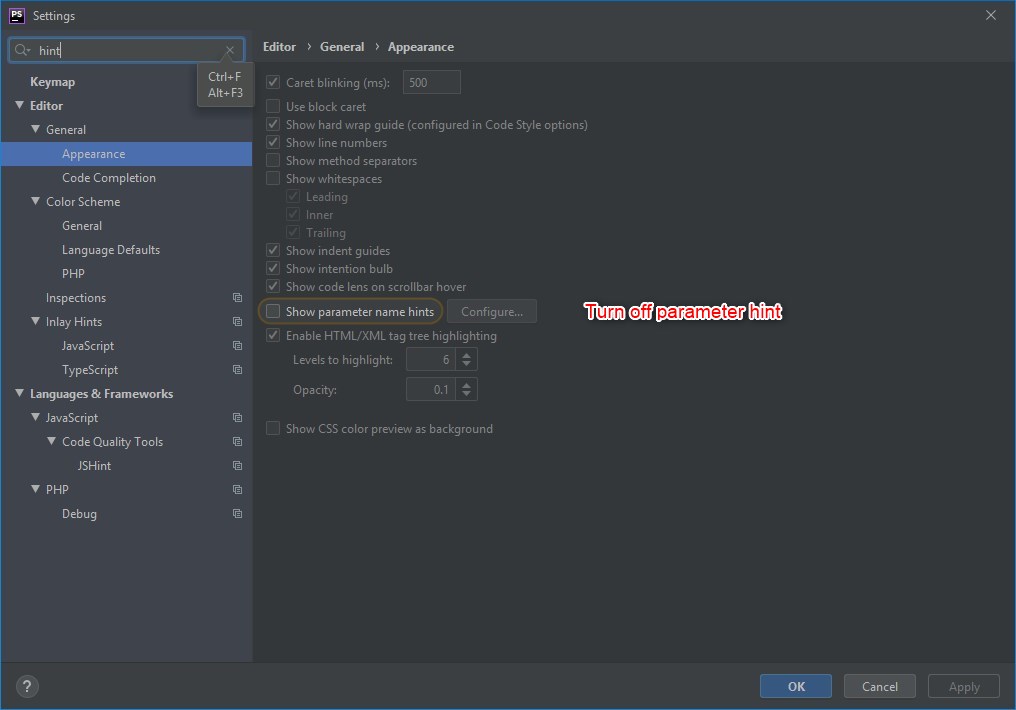 PS Settings
hint
Ctrl+F
Alt+F3
Keymap
Editor
General
Appearance
Code Completion
Color Scheme
General
Language Defaults
PHP
Inspections
Inlay Hints
JavaScript
TypeScript
Languages & Frameworks
JavaScript
Code Quality Tools
JSHint
PHP
Debug
Editor › General › Appearance
Caret blinking (ms): 500
Use block caret
Show hard wrap guide (configured in Code Style options)
Show line numbers
Show method separators
Show whitespaces
Leading
Inner
Trailing
Show indent guides
Show intention bulb
Show code lens on scrollbar hover
Show parameter name hints Configure... Turn off parameter hint
Enable HTML/XML tag tree highlighting
Levels to highlight: 6
Opacity: 0.1
Show CSS color preview as background
? OK Cancel Apply